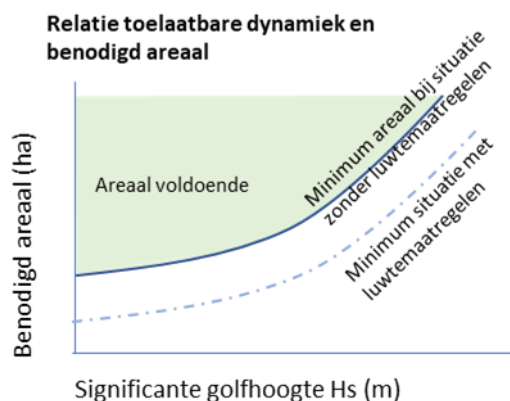 Relatie toelaatbare dynamiek en
benodigd areaal
Benodigd areaal (ha)
Areaal voldoende
Minimum areaal bij situatie
zonder luwtemaatregelen
Minimum situatie met
luwtemaatregelen
Significante golfhoogte Hs (m)